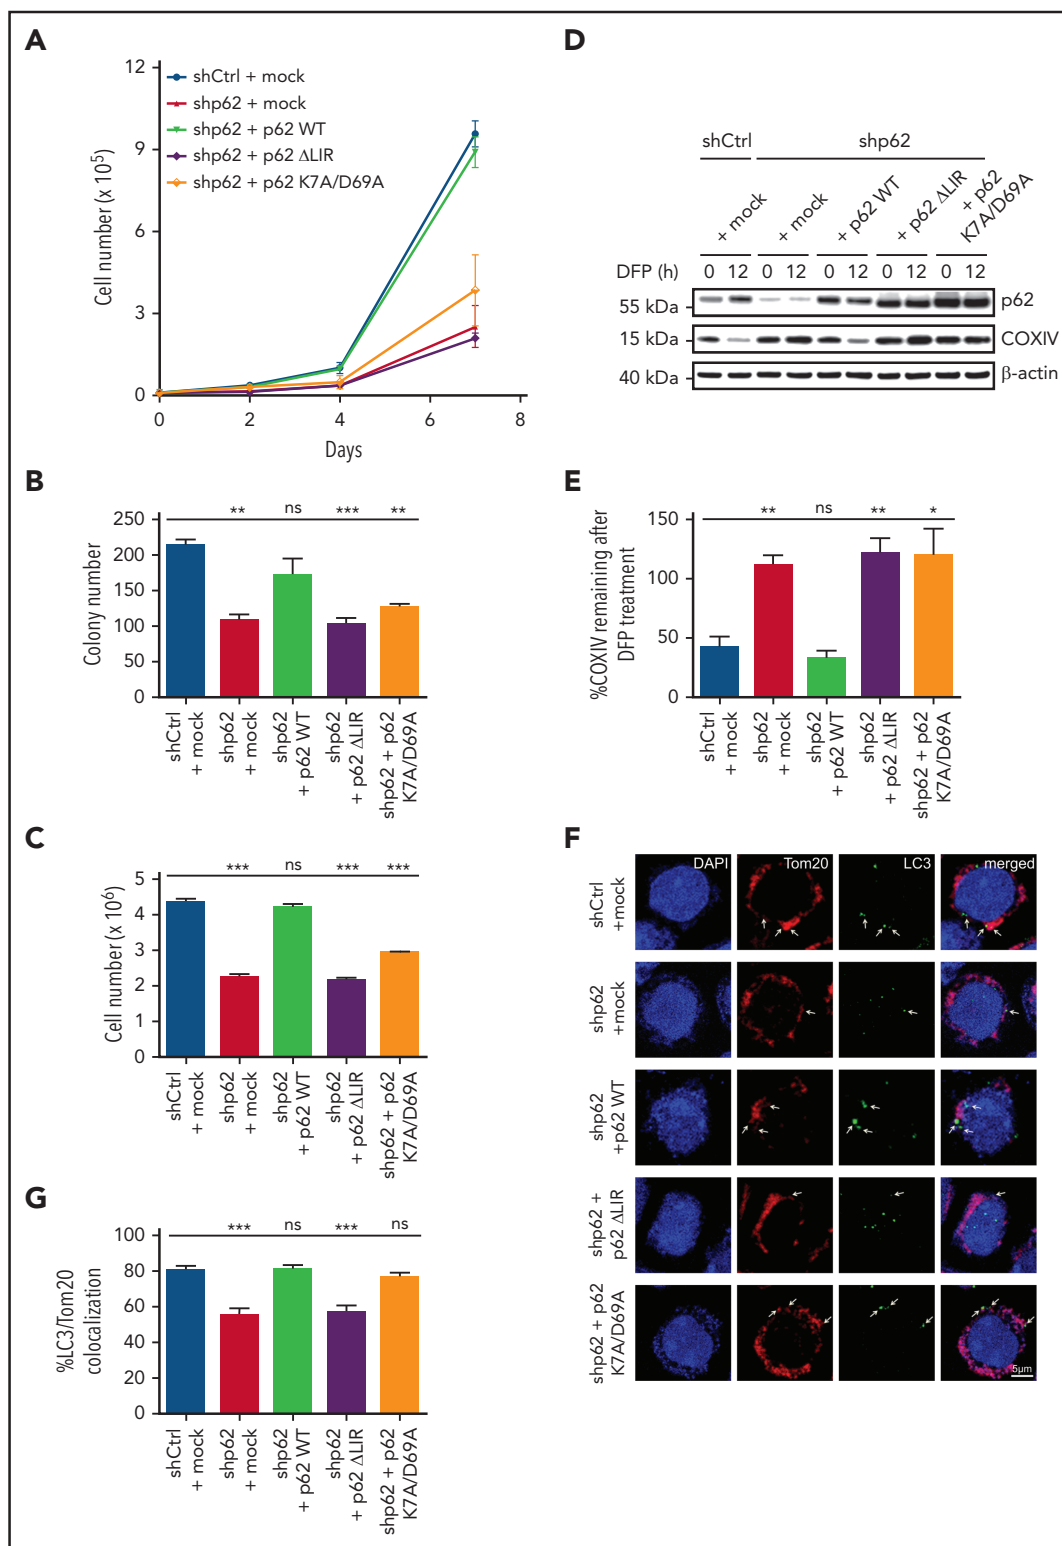 A
12
9
6
3
0
Cell number (x 10⁵)
shCtrl + mock
shp62 + mock
shp62 + p62 WT
shp62 + p62 ΔLIR
shp62 + p62 K7A/D69A
0 2 4 6 8
Days
B
250
200
150
100
50
0
Colony number
** ns *** **
shCtrl
+ mock
shp62
+ mock
shp62
+ p62 WT
shp62
+ p62 ΔLIR
shp62 + p62
K7A/D69A
C
5
4
3
2
1
0
Cell number (x 10⁶)
*** ns *** ***
shCtrl
+ mock
shp62
+ mock
shp62
+ p62 WT
shp62
+ p62 ΔLIR
shp62 + p62
K7A/D69A
G
100
80
60
40
20
0
%LC3/Tom20
colocalization
*** ns *** ns
shCtrl
+ mock
shp62
+ mock
shp62
+ p62 WT
shp62
+ p62 ΔLIR
shp62 + p62
K7A/D69A
D
shCtrl shp62
+ mock
+ mock
+ p62 WT
+ p62 ΔLIR
+ p62
K7A/D69A
DFP (h) 0 12 0 12 0 12 0 12 0 12
55 kDa p62
15 kDa COXIV
40 kDa β-actin
E
150
100
50
0
%COXIV remaining after
DFP treatment
** ns ** *
shCtrl
+ mock
shp62
+ mock
shp62
+ p62 WT
shp62
+ p62 ΔLIR
shp62 + p62
K7A/D69A
F
DAPI Tom20 LC3 merged
shCtrl
+mock
shp62
+mock
shp62
+p62 WT
shp62 +
p62 ΔLIR
shp62 + p62
K7A/D69A
5μm